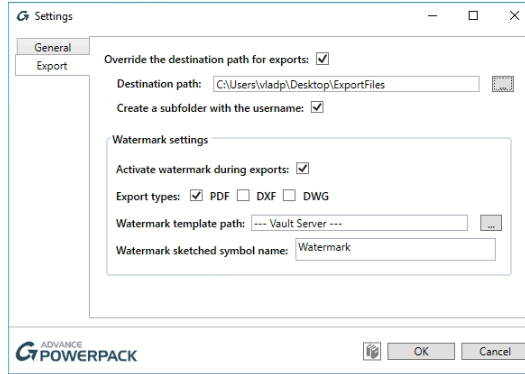 Settings
General
Export
Override the destination path for exports:
Destination path: C:\Users\vladp\Desktop\ExportFiles ...
Create a subfolder with the username:
Watermark settings
Activate watermark during exports:
Export types: PDF DXF DWG
Watermark template path: --- Vault Server --- ...
Watermark sketched symbol name: Watermark
ADVANCE
POWERPACK
OK Cancel